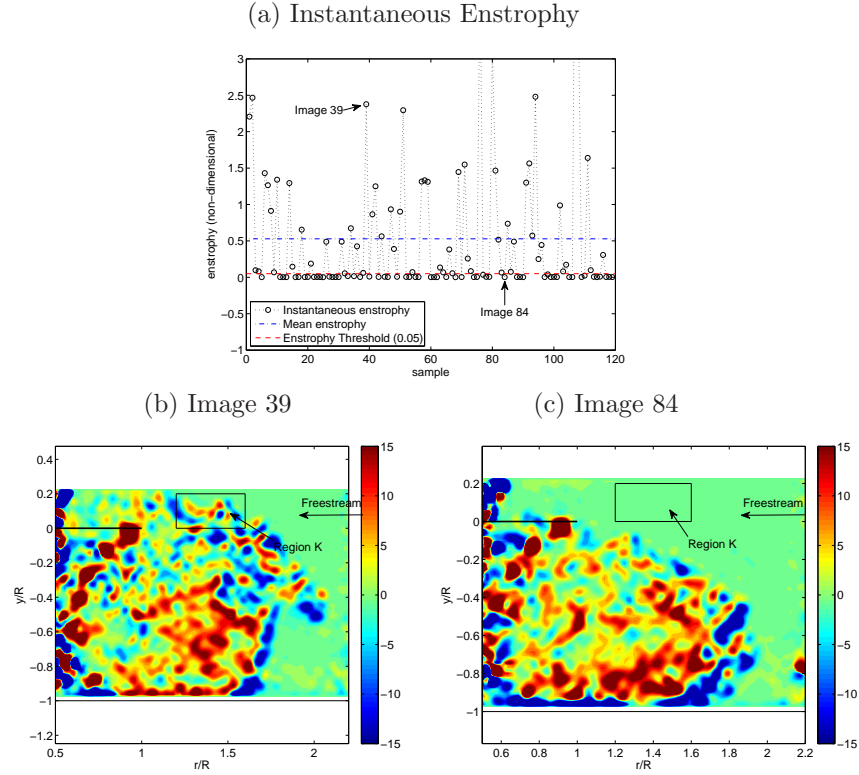 (a) Instantaneous Enstrophy
enstrophy (non−dimensional)
3
2.5
2
1.5
1
0.5
0
−0.5
−1
Image 39
Image 84
Instantaneous enstrophy
Mean enstrophy
Enstrophy Threshold (0.05)
0 20 40 60 80 100 120
sample
(b) Image 39
y/R
0.4
0.2
0
−0.2
−0.4
−0.6
−0.8
−1
−1.2
Freestream
Region K
0.5 1 1.5 2
r/R
15
10
5
0
−5
−10
−15
(c) Image 84
y/R
0.2
0
−0.2
−0.4
−0.6
−0.8
−1
Freestream
Region K
0.6 0.8 1 1.2 1.4 1.6 1.8 2 2.2
r/R
15
10
5
0
−5
−10
−15